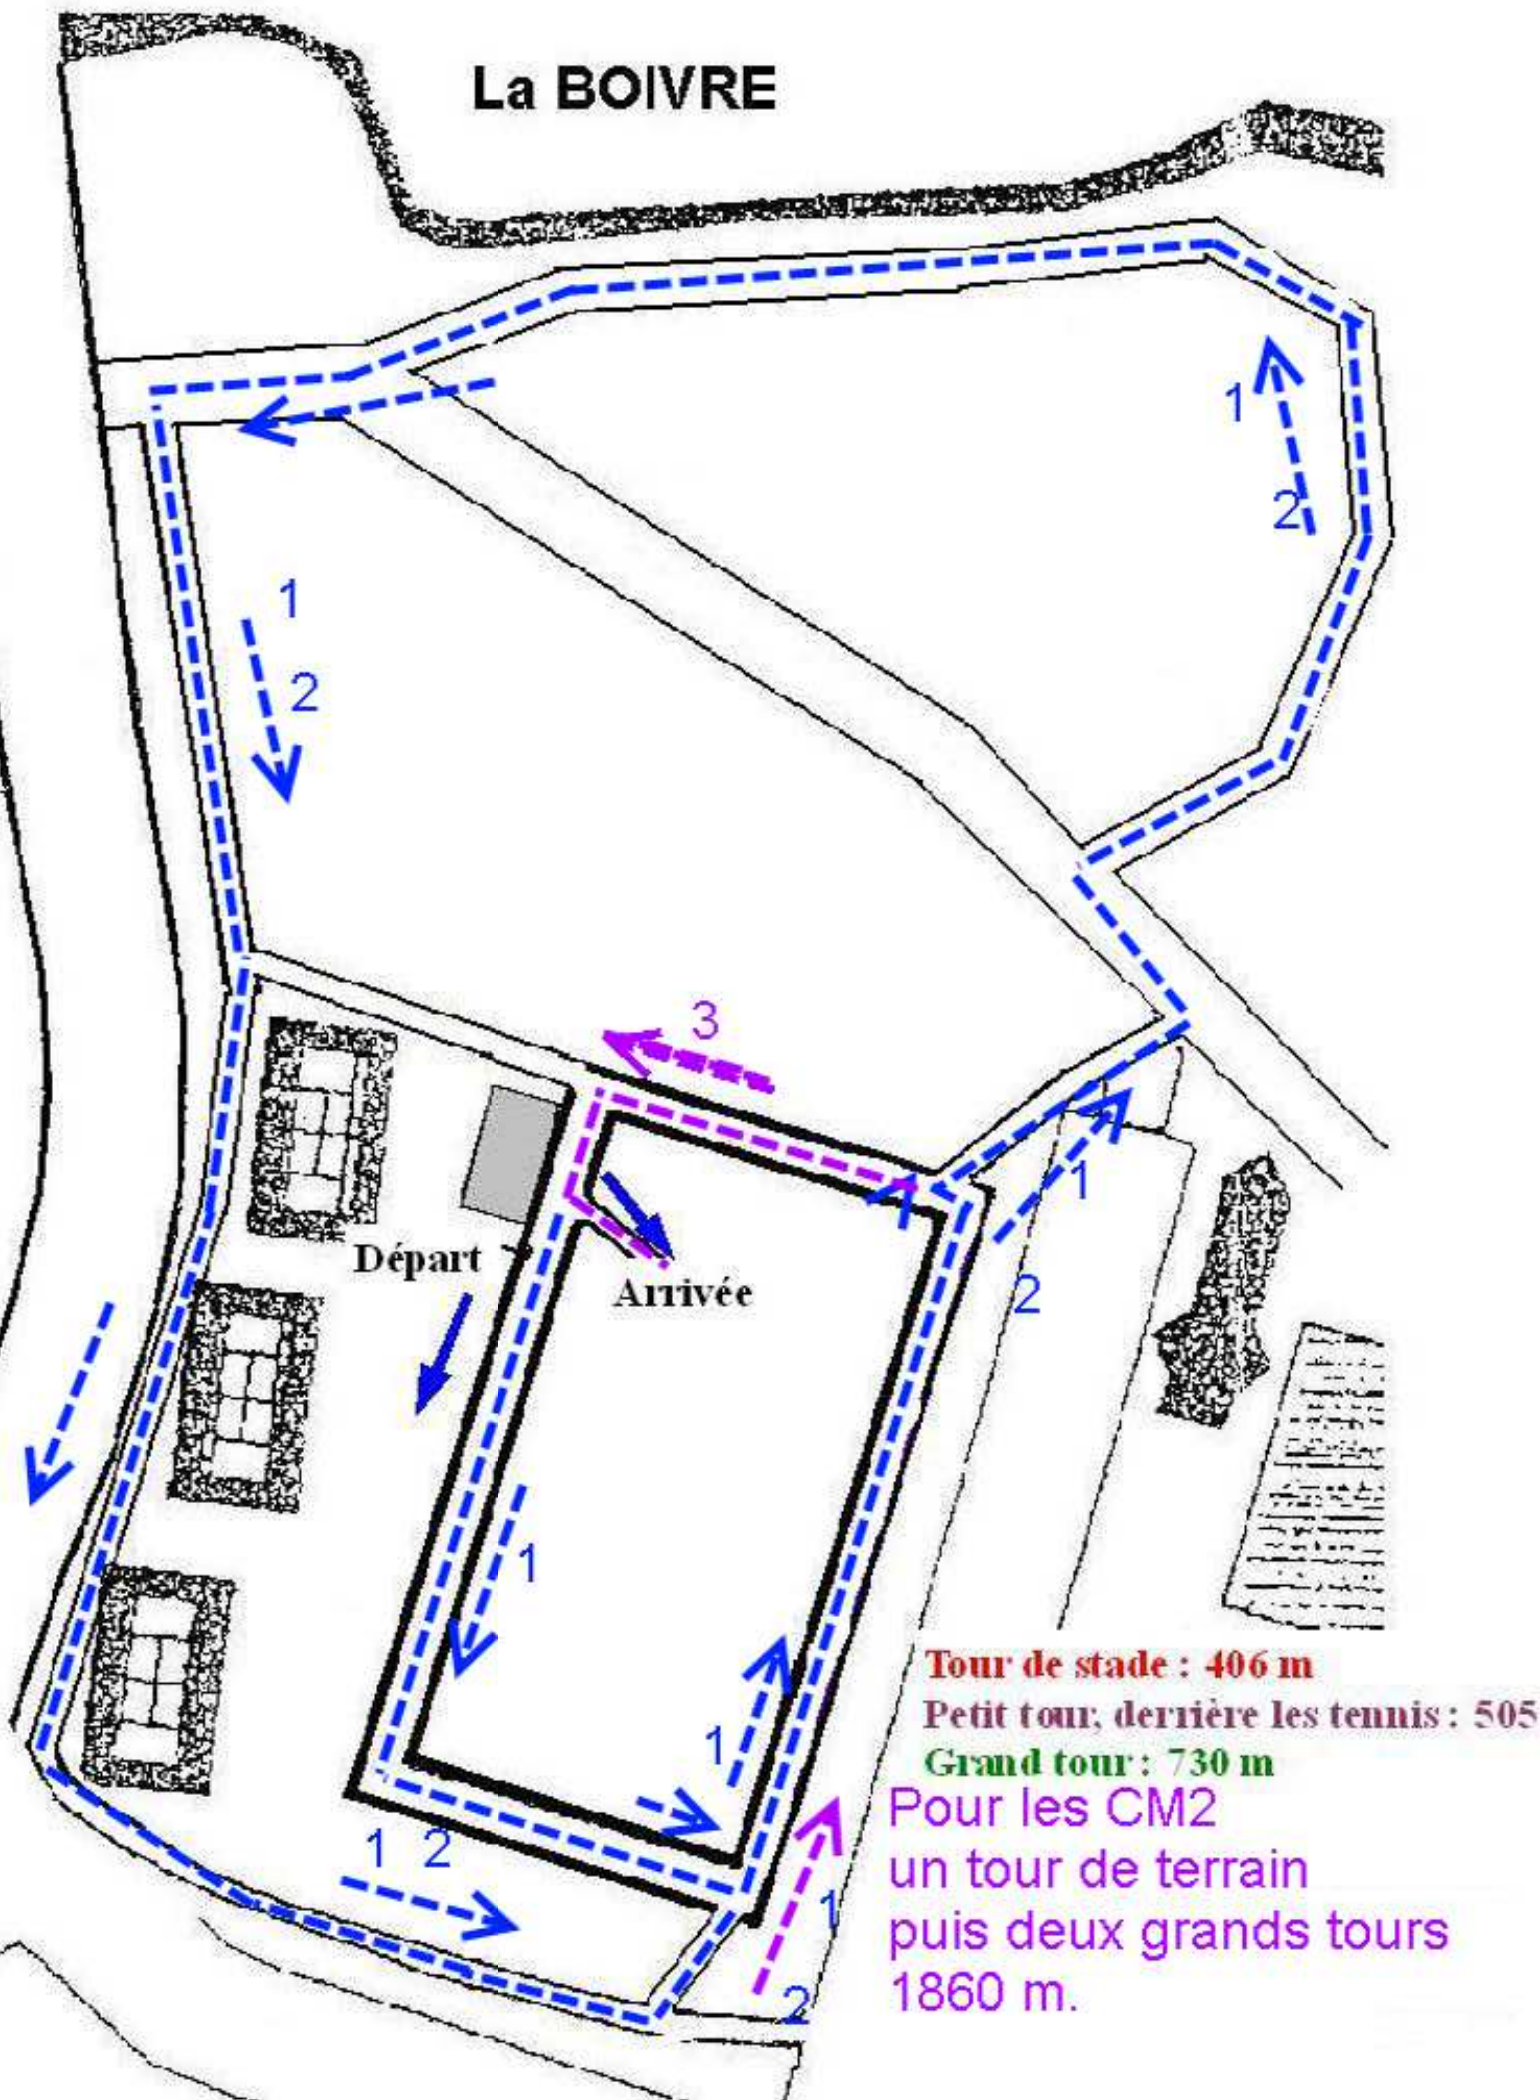 La BOIVRE
1
2
1
2
3
1
Départ
Arrivée
2
1
1
Tour de stade : 406 m
Petit tour, derrière les tennis : 505
Grand tour : 730 m
Pour les CM2
un tour de terrain
puis deux grands tours
1860 m.
1 2
1
2